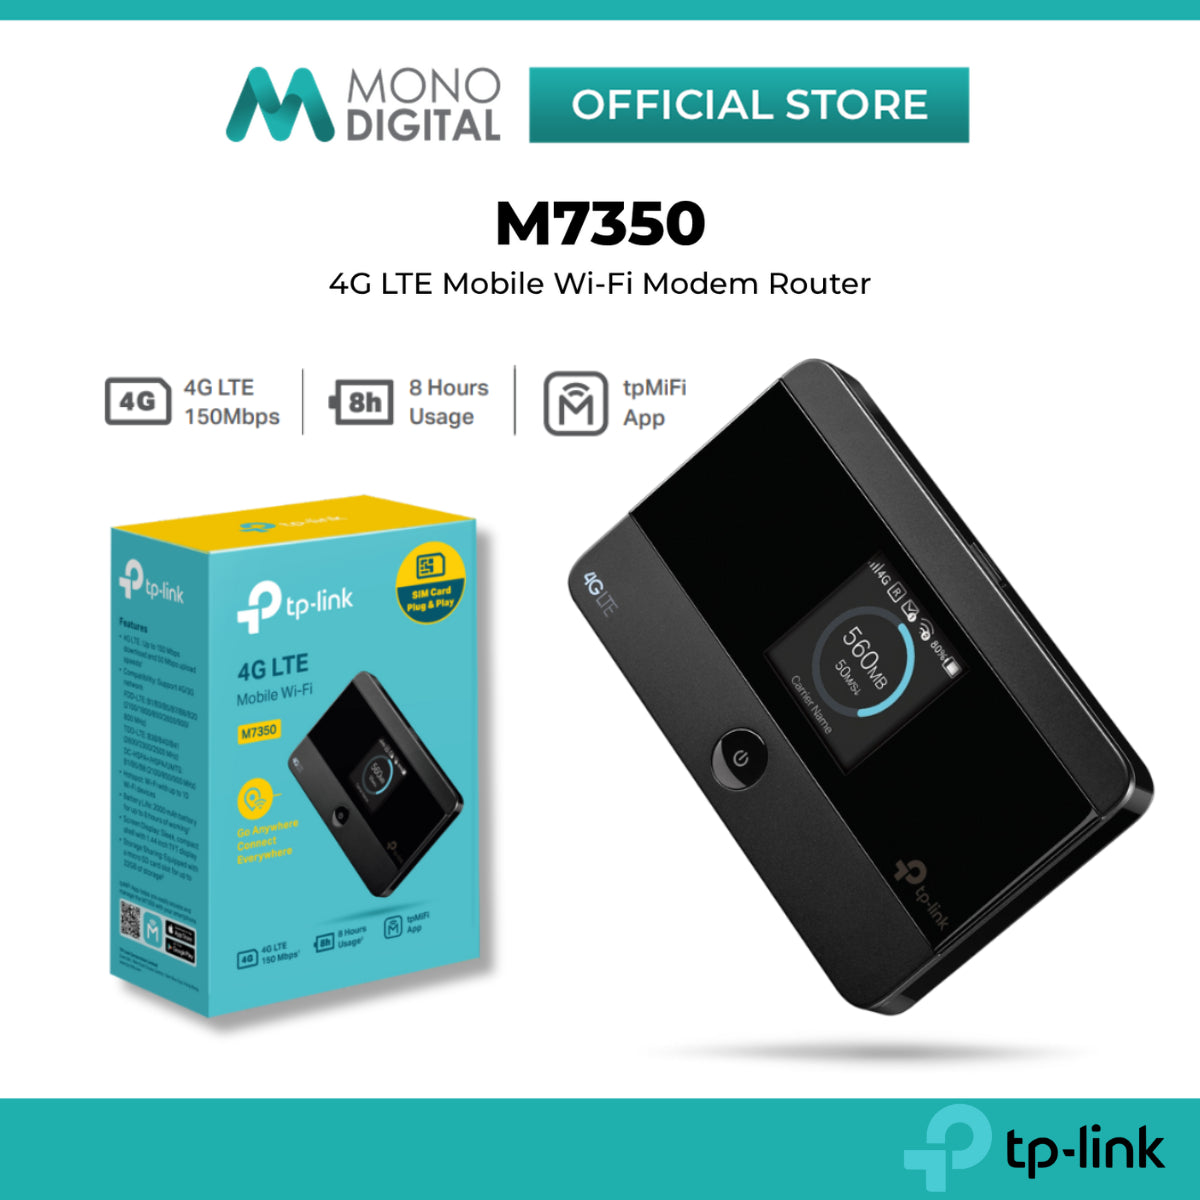 MONO
DIGITAL
OFFICIAL STORE
M7350
4G LTE Mobile Wi-Fi Modem Router
4G
4G LTE
150Mbps
8h
8 Hours
Usage
tpMiFi
App
tp-link
tp-link
Features
tp-link
SIM Card
Plug & Play
4G LTE
Mobile Wi-Fi
M7350
Go Anywhere
Connect
Everywhere
4G
4G LTE
150 Mbps
8h
8 Hours
Usage
tpMiFi
App
4G LTE
4G
R
80%
560MB
50M/S
Carrier Name
tp-link
tp-link